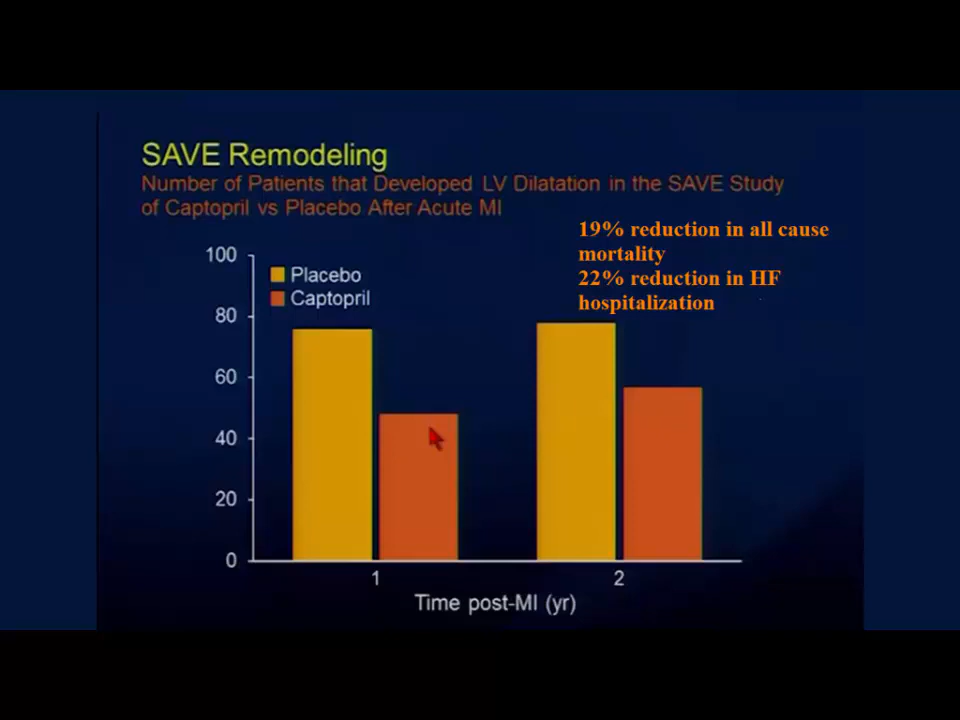 SAVE Remodeling
Number of Patients that Developed LV Dilatation in the SAVE Study
of Captopril vs Placebo After Acute MI
19% reduction in all cause
mortality
22% reduction in HF
hospitalization
Placebo
Captopril
100
80
60
40
20
0
1 2
Time post-MI (yr)